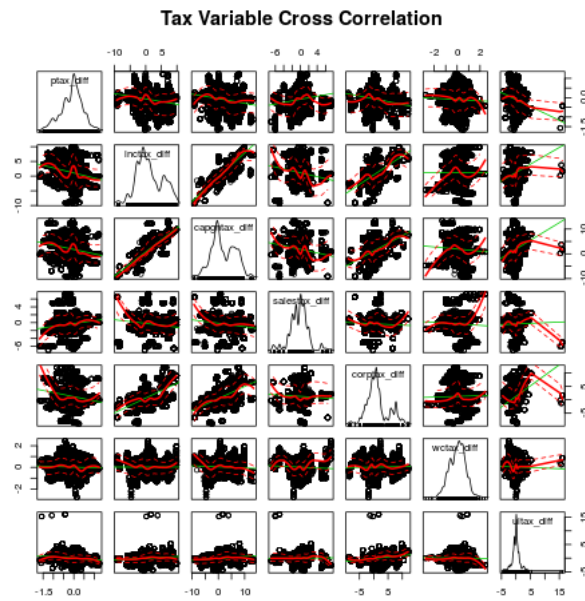 Tax Variable Cross Correlation
-10 0 5
-6 0 4
-2 0 2
ptax_diff
-1.5 0.0
inctax_diff
-10 0 5
capgntax_diff
-10 0 10
salestax_diff
-6 0 4
corptax_diff
-5 5
wctax_diff
-2 0 2
uitax_diff
-5 5 15
-1.5 0.0
-10 0 10
-5 5
-5 5 15